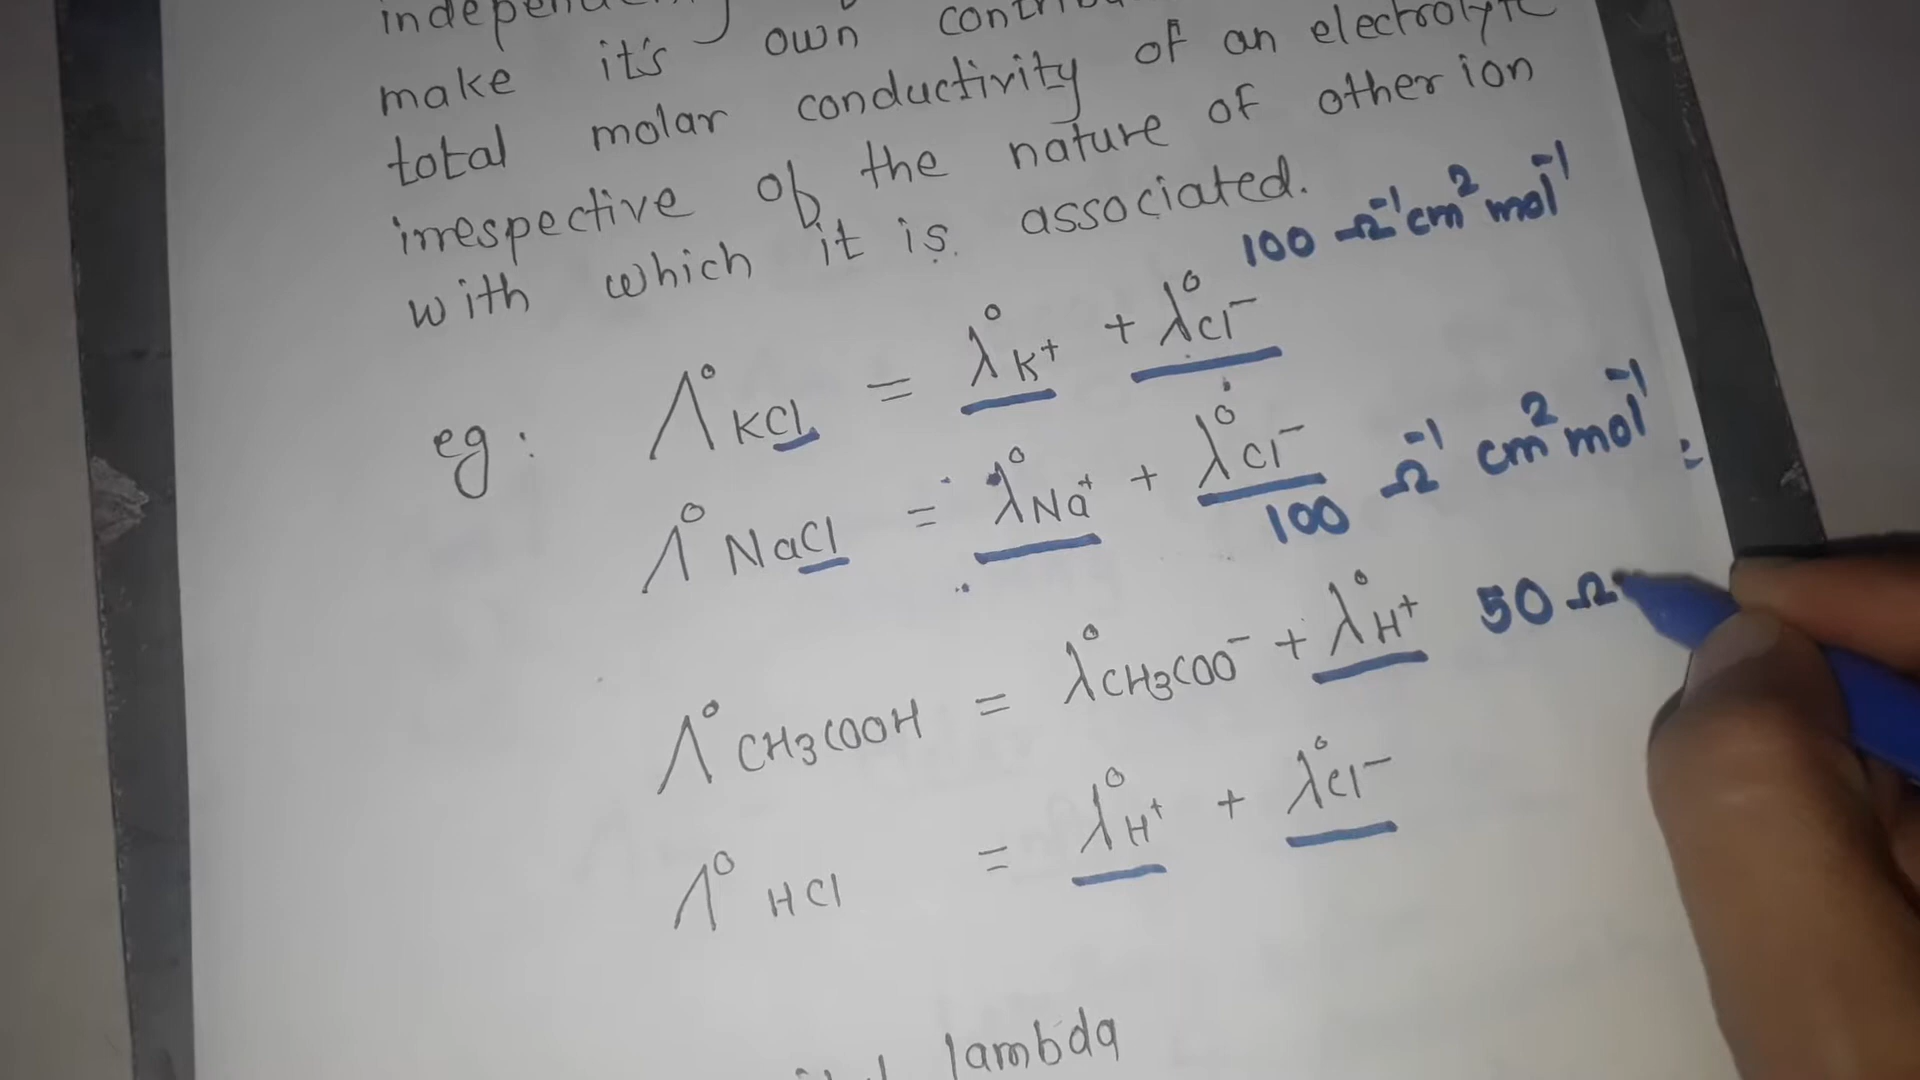 make it's own
total molar conductivity of an electrolyte
irrespective of the nature of other ion
with which it is associated.
100 Ω⁻¹cm² mol⁻¹
eg : Λ° KCl = λ° K⁺ + λ° Cl⁻
Λ° NaCl = λ° Na⁺ + λ° Cl⁻
100 Ω⁻¹ cm² mol⁻¹
Λ° CH3COOH = λ° CH3COO⁻ + λ° H⁺ 50 Ω
Λ° HCl = λ° H⁺ + λ° Cl⁻
lambda